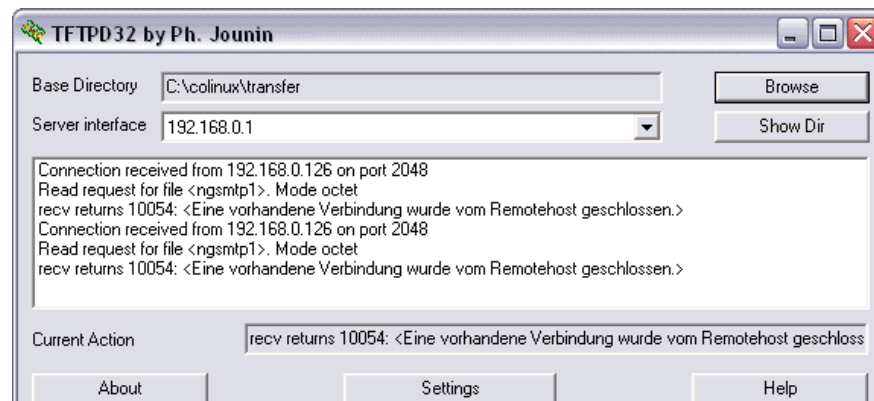 TFTPD32 by Ph. Jounin
Base Directory C:\colinux\transfer Browse
Server interface 192.168.0.1 Show Dir
Connection received from 192.168.0.126 on port 2048
Read request for file <ngsmtp1>. Mode octet
recv returns 10054: <Eine vorhandene Verbindung wurde vom Remotehost geschlossen.>
Connection received from 192.168.0.126 on port 2048
Read request for file <ngsmtp1>. Mode octet
recv returns 10054: <Eine vorhandene Verbindung wurde vom Remotehost geschlossen.>
Current Action recv returns 10054: <Eine vorhandene Verbindung wurde vom Remotehost geschloss
About Settings Help